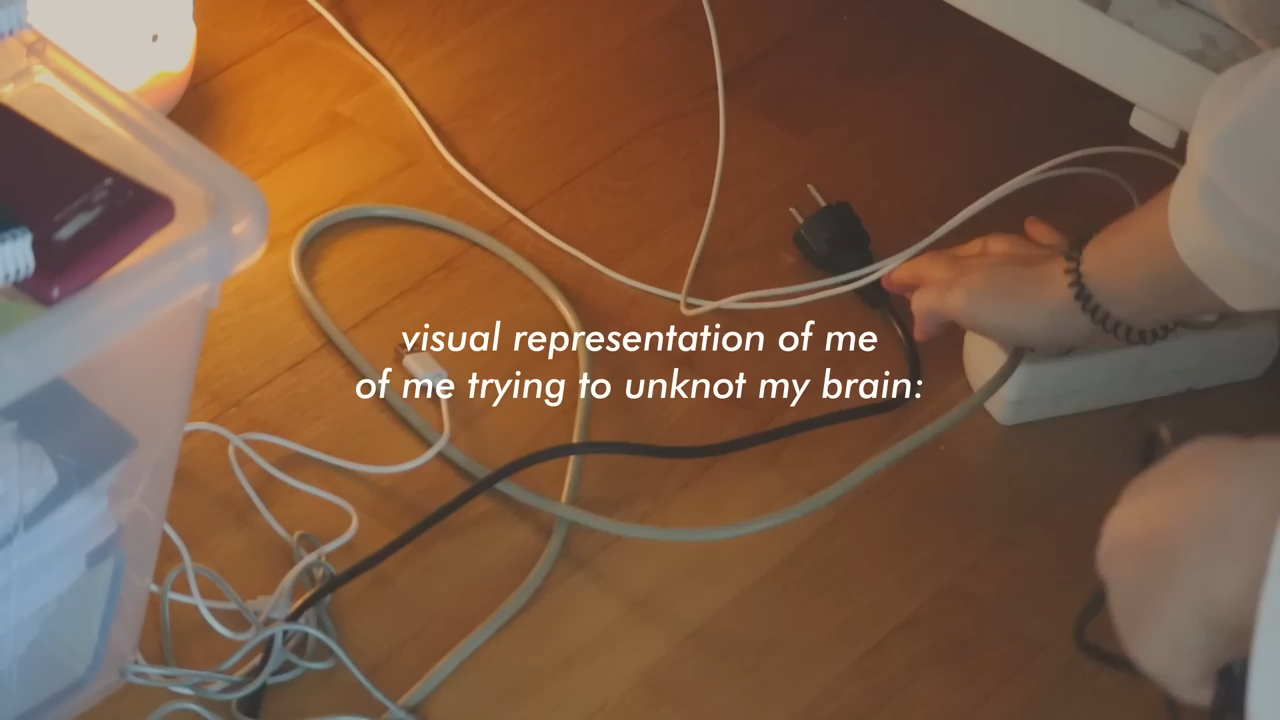 visual representation of me
of me trying to unknot my brain: